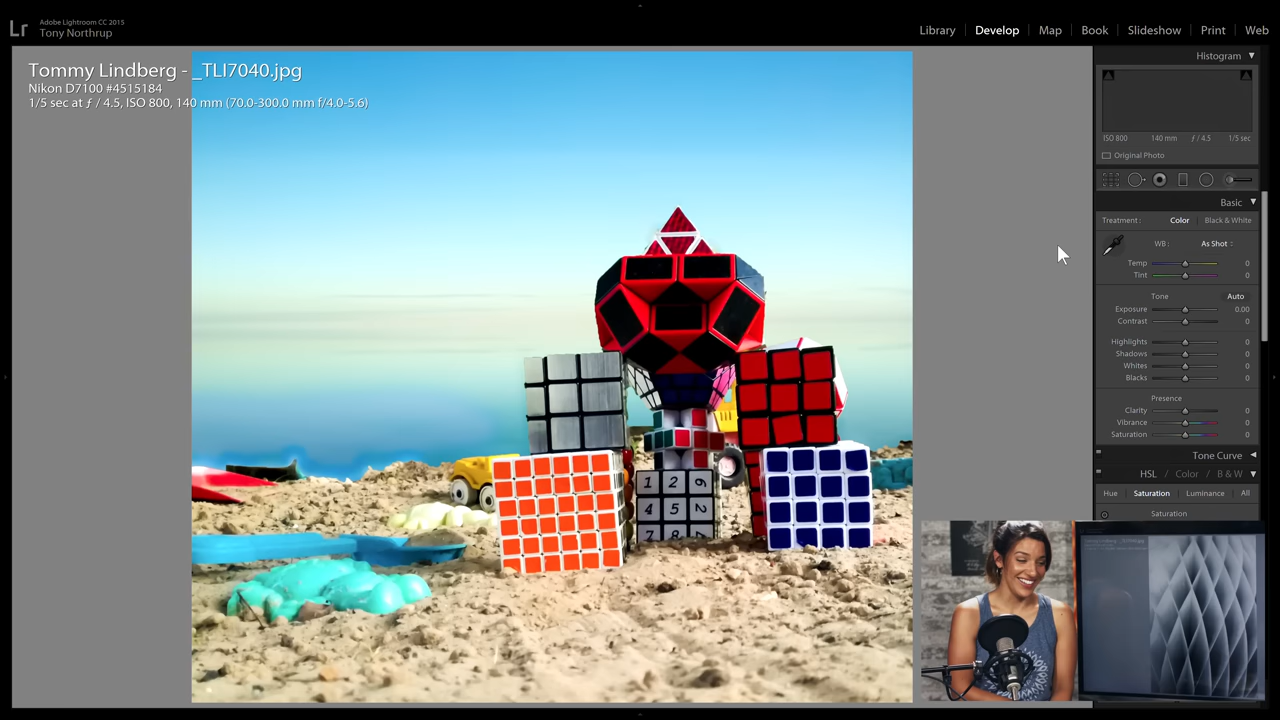 Lr
Adobe Lightroom CC 2015
Tony Northrup
Library | Develop | Map | Book | Slideshow | Print | Web
Tommy Lindberg - _TLI7040.jpg
Nikon D7100 #4515184
1/5 sec at ƒ / 4.5, ISO 800, 140 mm (70.0-300.0 mm f/4.0-5.6)
Histogram
ISO 800 140 mm ƒ / 4.5 1/5 sec
Original Photo
Basic
Treatment : Color Black & White
WB : As Shot
Temp 0
Tint 0
Tone Auto
Exposure 0.00
Contrast 0
Highlights 0
Shadows 0
Whites 0
Blacks 0
Presence
Clarity 0
Vibrance 0
Saturation 0
Tone Curve
HSL / Color / B & W
Hue Saturation Luminance All
Saturation
1 2
4 5 2